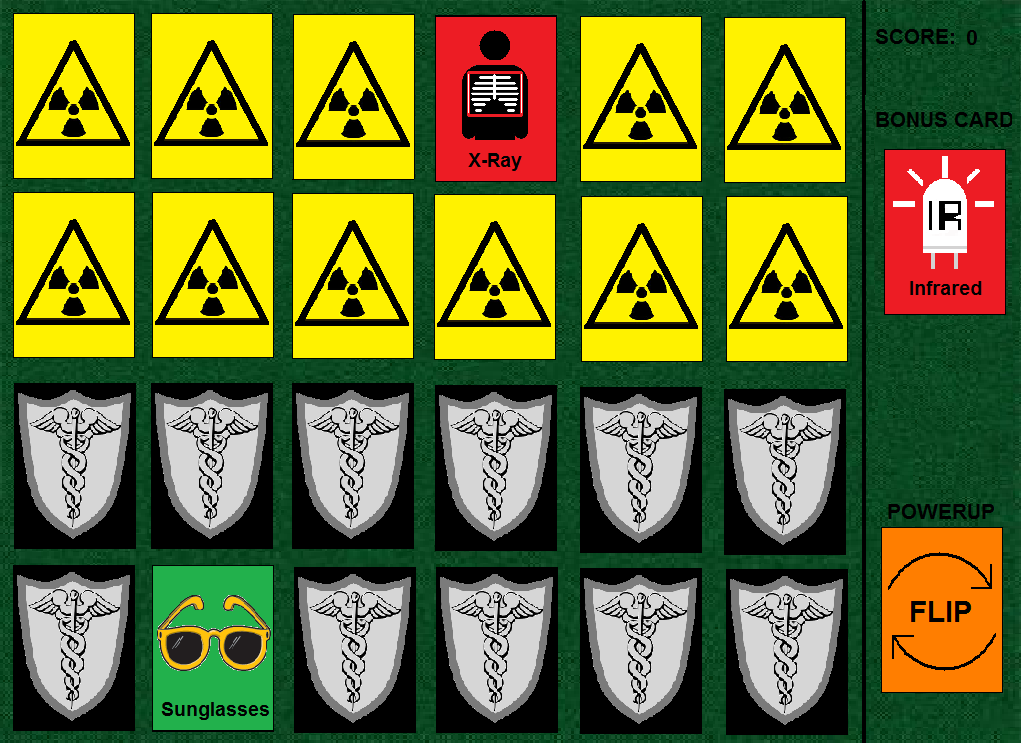 SCORE: 0
BONUS CARD
X-Ray
IR
Infrared
POWERUP
FLIP
Sunglasses